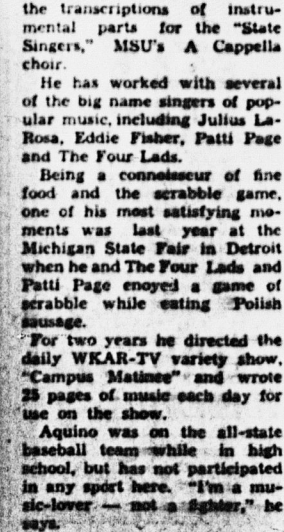 the transcriptions of instru-
mental parts for the "State
Singers," MSU's A Cappella
choir.
He has worked with several
of the big name singers of pop-
ular music, including Julius La-
Rosa, Eddie Fisher, Patti Page
and The Four Lads.
Being a connoisseur of fine
food and the scrabble game,
one of his most satisfying mo-
ments was last year at the
Michigan State Fair in Detroit
when he and The Four Lads and
Patti Page enoyed a game of
scrabble while eating Polish
sausage.
For two years he directed the
daily WKAR-TV variety show,
"Campus Matinee" and wrote
25 pages of music each day for
use on the show.
Aquino was on the all-state
baseball team while in high
school, but has not participated
in any sport here. "I'm a mu-
sic-lover — not a fighter," he
says.